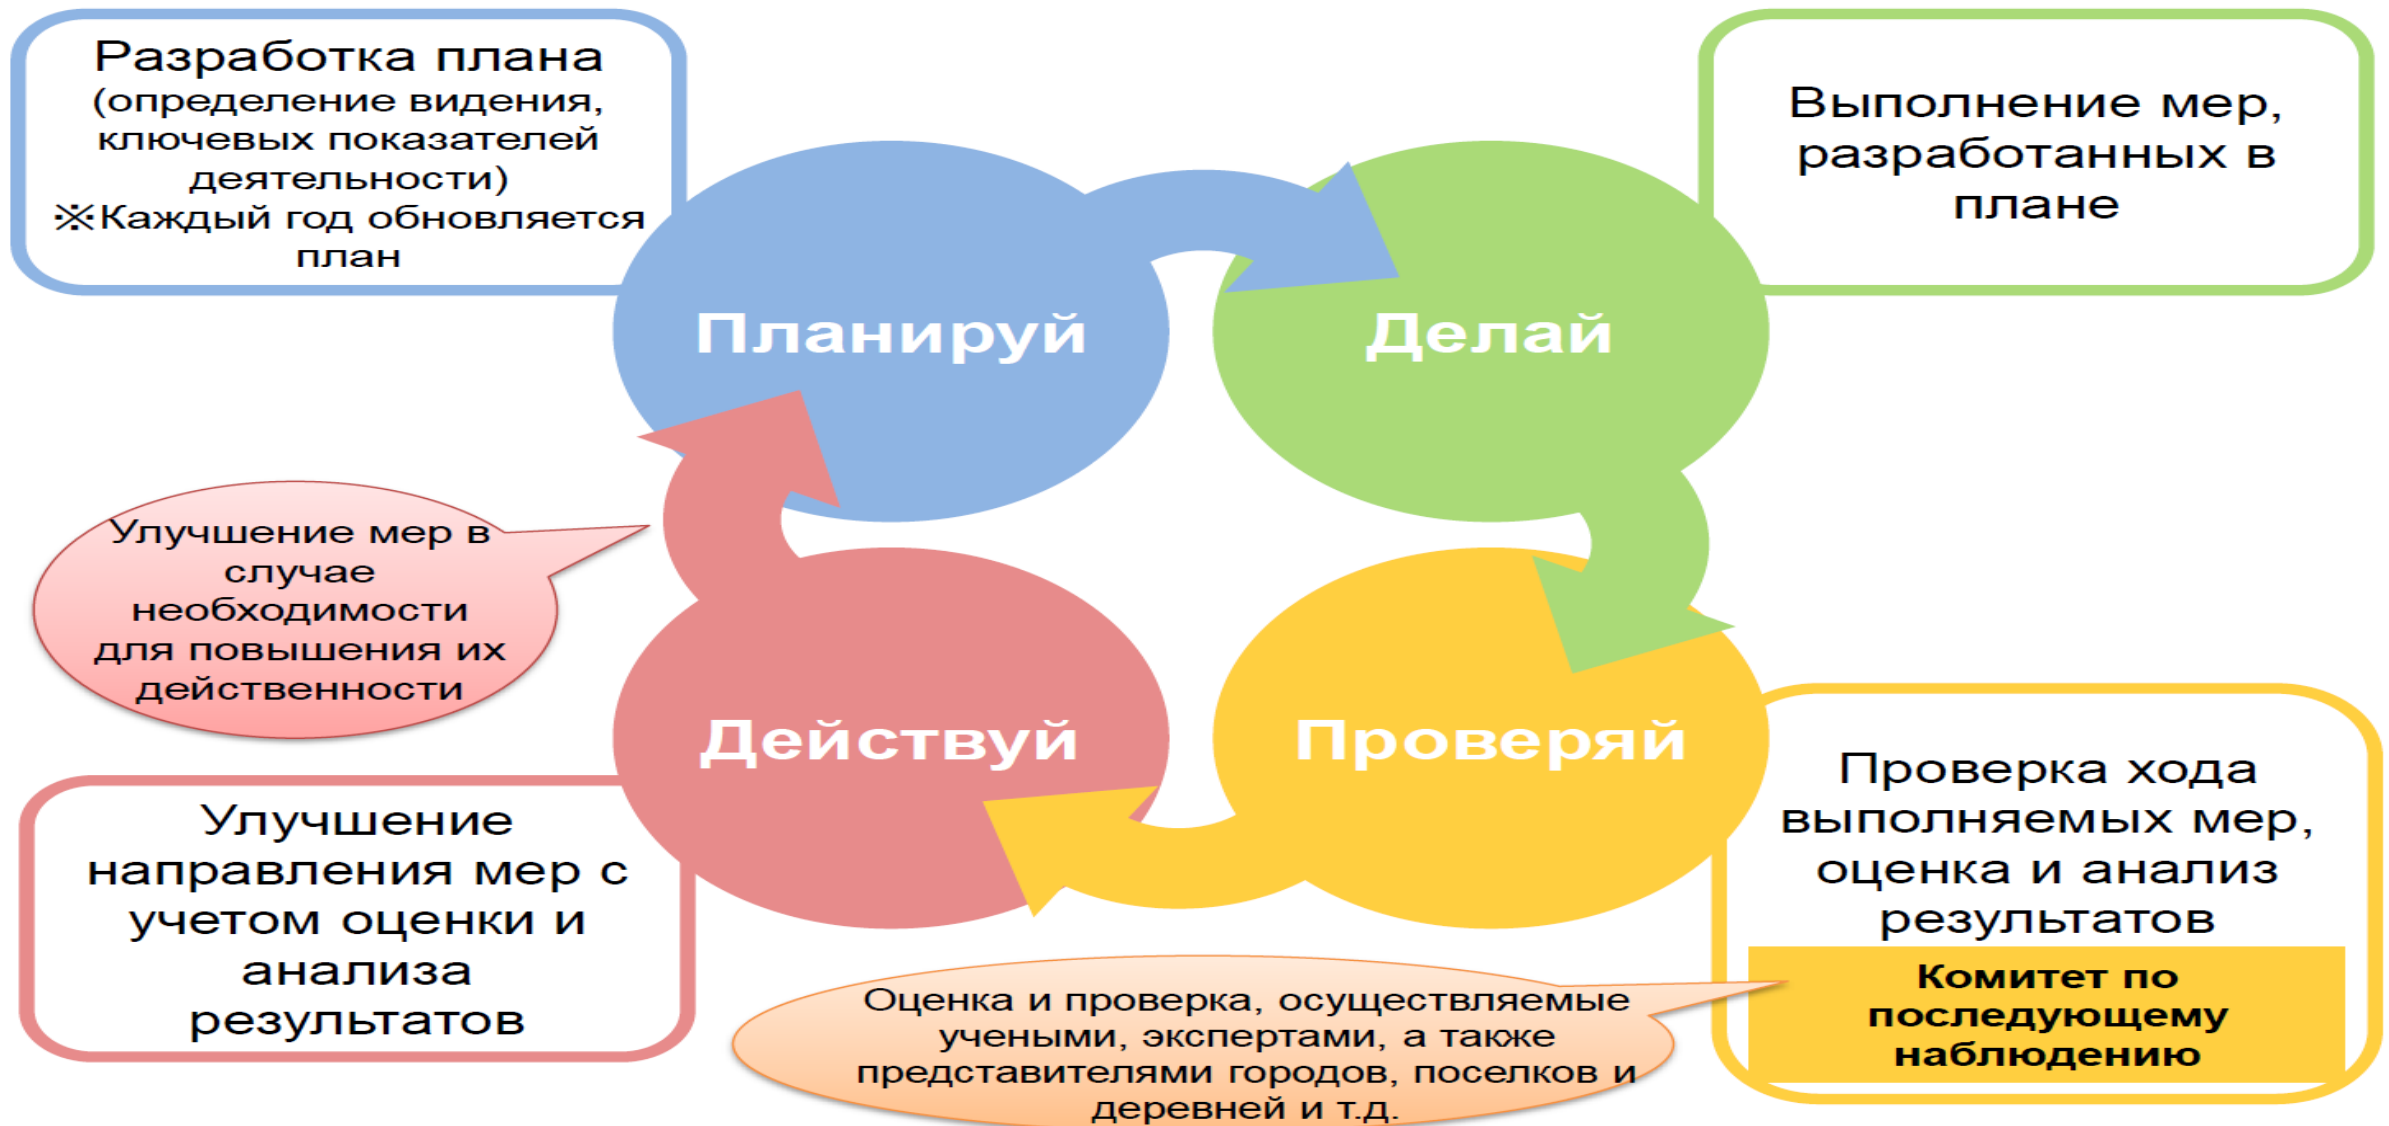 Разработка плана
(определение видения,
ключевых показателей
деятельности)
※Каждый год обновляется
план
Выполнение мер,
разработанных в
плане
Планируй
Делай
Улучшение мер в
случае
необходимости
для повышения их
действенности
Действуй
Проверяй
Улучшение
направления мер с
учетом оценки и
анализа
результатов
Проверка хода
выполняемых мер,
оценка и анализ
результатов
Комитет по
последующему
наблюдению
Оценка и проверка, осуществляемые
учеными, экспертами, а также
представителями городов, поселков и
деревней и т.д.